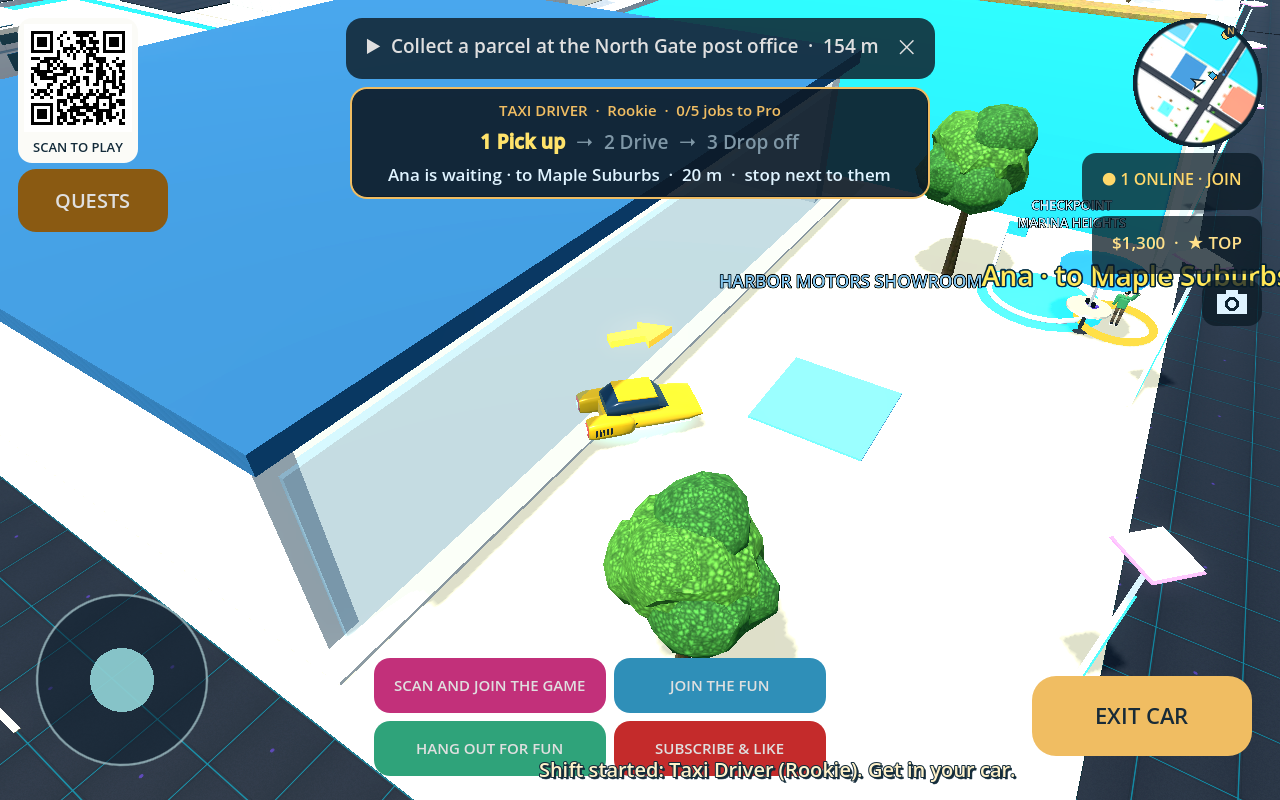 SCAN TO PLAY
QUESTS
Collect a parcel at the North Gate post office · 154 m
TAXI DRIVER · Rookie · 0/5 jobs to Pro
1 Pick up → 2 Drive → 3 Drop off
Ana is waiting · to Maple Suburbs · 20 m · stop next to them
N
1 ONLINE · JOIN
CHECKPOINT
MARINA HEIGHTS
$1,300 · ★ TOP
HARBOR MOTORS SHOWROOM
Ana · to Maple Suburbs
SCAN AND JOIN THE GAME
JOIN THE FUN
HANG OUT FOR FUN
SUBSCRIBE & LIKE
Shift started: Taxi Driver (Rookie). Get in your car.
EXIT CAR